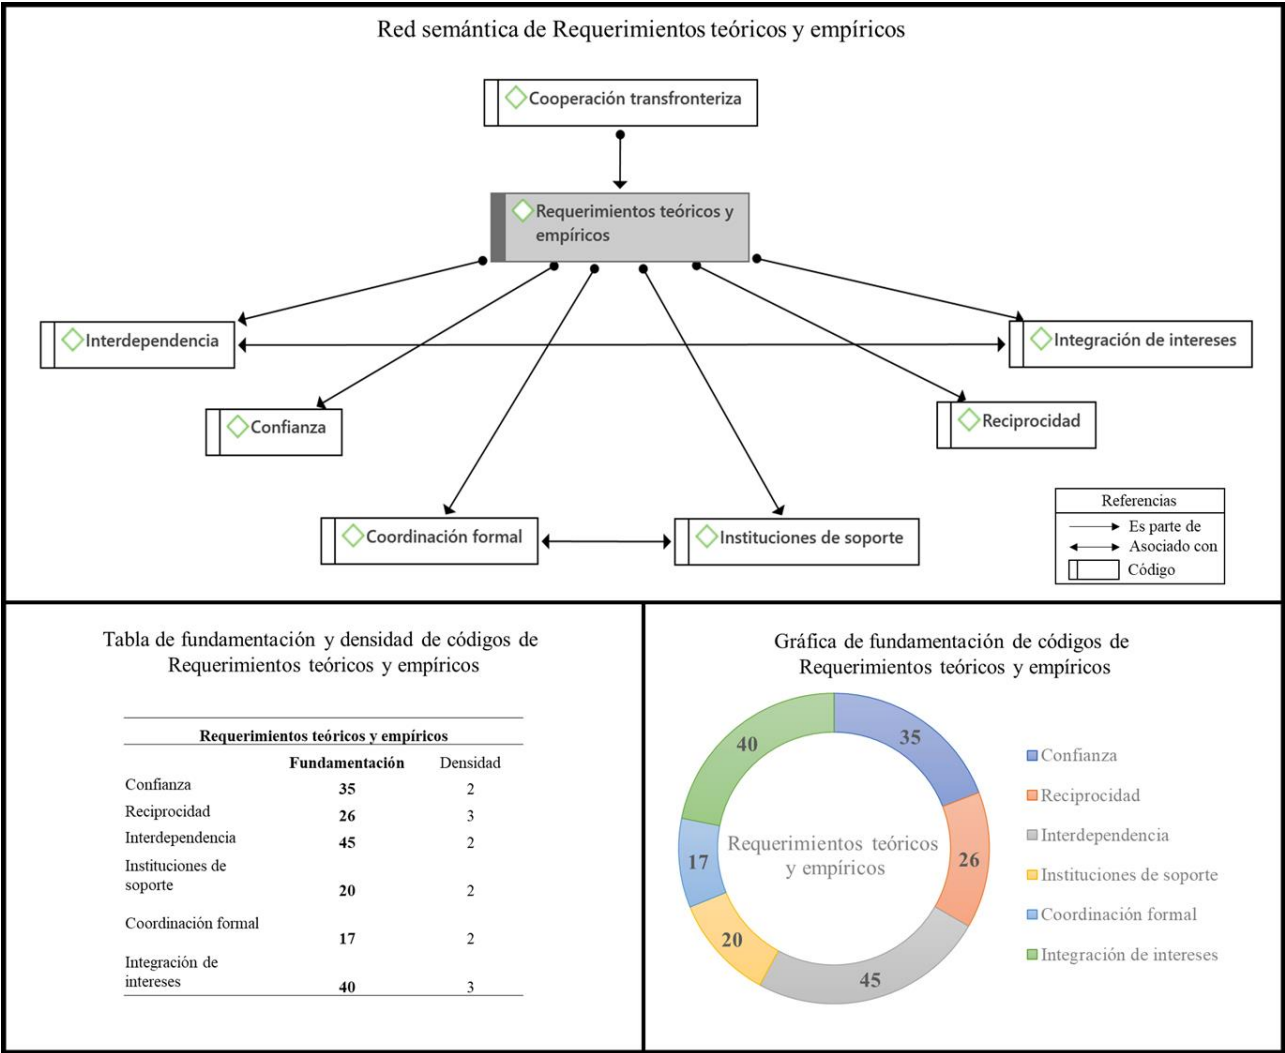 Red semántica de Requerimientos teóricos y empíricos
Cooperación transfronteriza
Requerimientos teóricos y
empíricos
Interdependencia
Integración de intereses
Confianza
Reciprocidad
Coordinación formal
Instituciones de soporte
Referencias
Es parte de
Asociado con
Código
Tabla de fundamentación y densidad de códigos de
Requerimientos teóricos y empíricos
Requerimientos teóricos y empíricos
Fundamentación Densidad
Confianza 35 2
Reciprocidad 26 3
Interdependencia 45 2
Instituciones de
soporte 20 2
Coordinación formal
17 2
Integración de
intereses 40 3
Gráfica de fundamentación de códigos de
Requerimientos teóricos y empíricos
35
26
45
20
17
40
Requerimientos teóricos
y empíricos
Confianza
Reciprocidad
Interdependencia
Instituciones de soporte
Coordinación formal
Integración de intereses